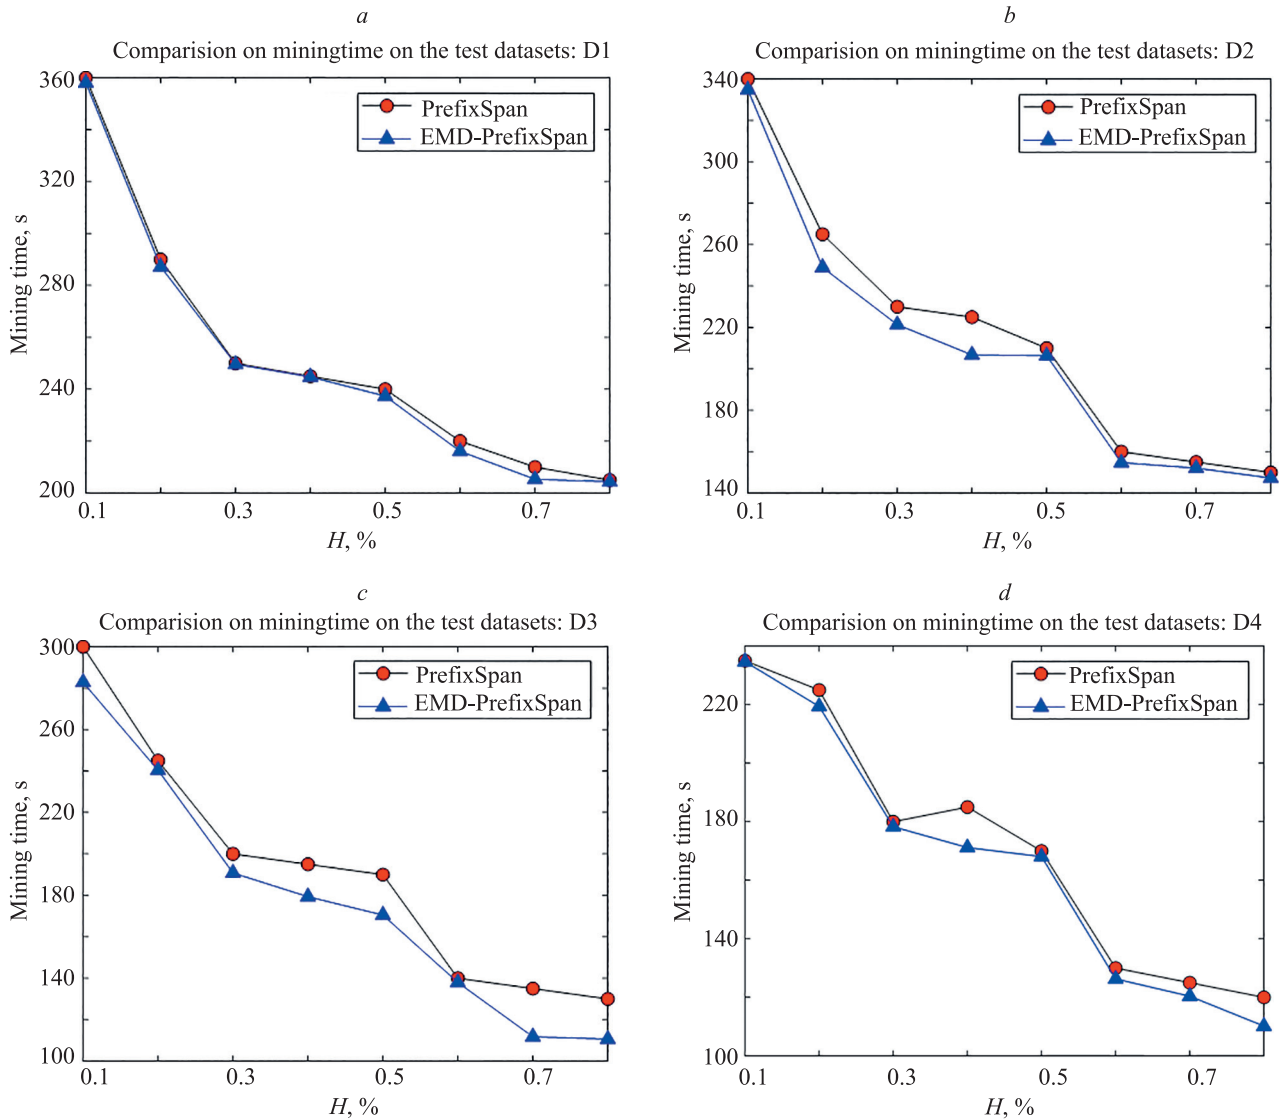 a
Comparision on miningtime on the test datasets: D1
360
320
280
240
200
Mining time, s
PrefixSpan
EMD-PrefixSpan
0.1 0.3 0.5 0.7
H, %
b
Comparision on miningtime on the test datasets: D2
340
330
260
220
180
140
Mining time, s
PrefixSpan
EMD-PrefixSpan
0.1 0.3 0.5 0.7
H, %
c
Comparision on miningtime on the test datasets: D3
300
260
220
180
140
100
Mining time, s
PrefixSpan
EMD-PrefixSpan
0.1 0.3 0.5 0.7
H, %
d
Comparision on miningtime on the test datasets: D4
220
180
140
100
Mining time, s
PrefixSpan
EMD-PrefixSpan
0.1 0.3 0.5 0.7
H, %